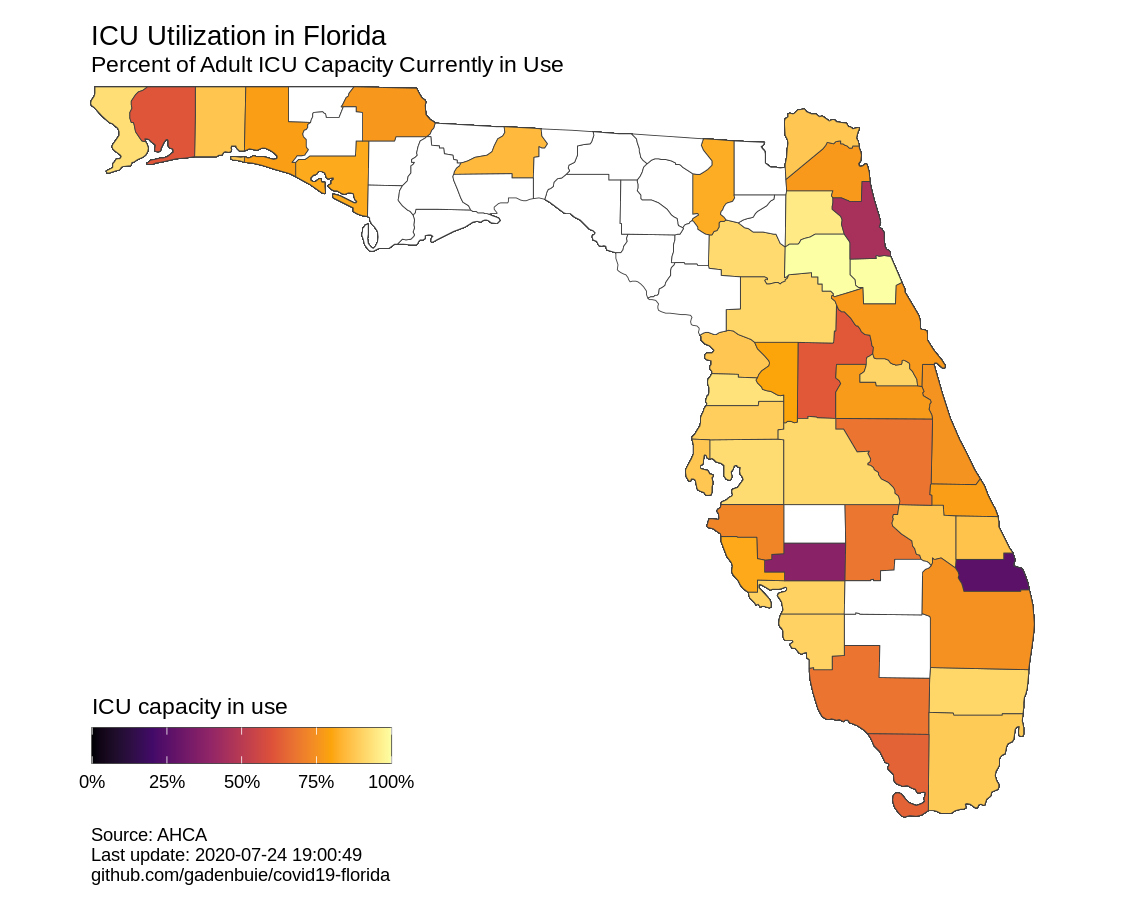 ICU Utilization in Florida
Percent of Adult ICU Capacity Currently in Use
ICU capacity in use
0% 25% 50% 75% 100%
Source: AHCA
Last update: 2020-07-24 19:00:49
github.com/gadenbuie/covid19-florida